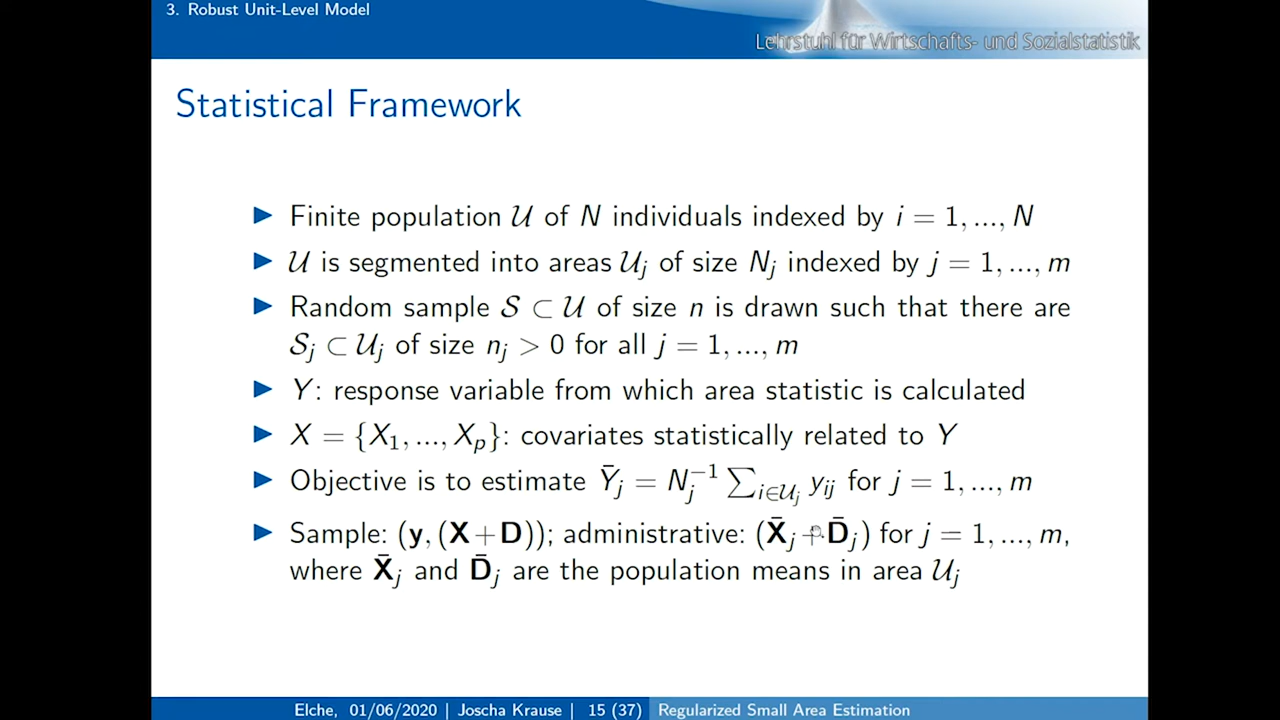 3. Robust Unit-Level Model
Lehrstuhl für Wirtschafts- und Sozialstatistik
Statistical Framework
▶ Finite population 𝒰 of N individuals indexed by i = 1, ..., N
▶ 𝒰 is segmented into areas 𝒰_j of size N_j indexed by j = 1, ..., m
▶ Random sample 𝒮 ⊂ 𝒰 of size n is drawn such that there are
𝒮_j ⊂ 𝒰_j of size n_j > 0 for all j = 1, ..., m
▶ Y: response variable from which area statistic is calculated
▶ X = {X_1, ..., X_p}: covariates statistically related to Y
▶ Objective is to estimate Ȳ_j = N_j^{-1} ∑_{i∈𝒰_j} y_{ij} for j = 1, ..., m
▶ Sample: (y, (X + D)); administrative: (X̄_j + D̄_j) for j = 1, ..., m,
where X̄_j and D̄_j are the population means in area 𝒰_j
Elche, 01/06/2020 | Joscha Krause | 15 (37) Regularized Small Area Estimation